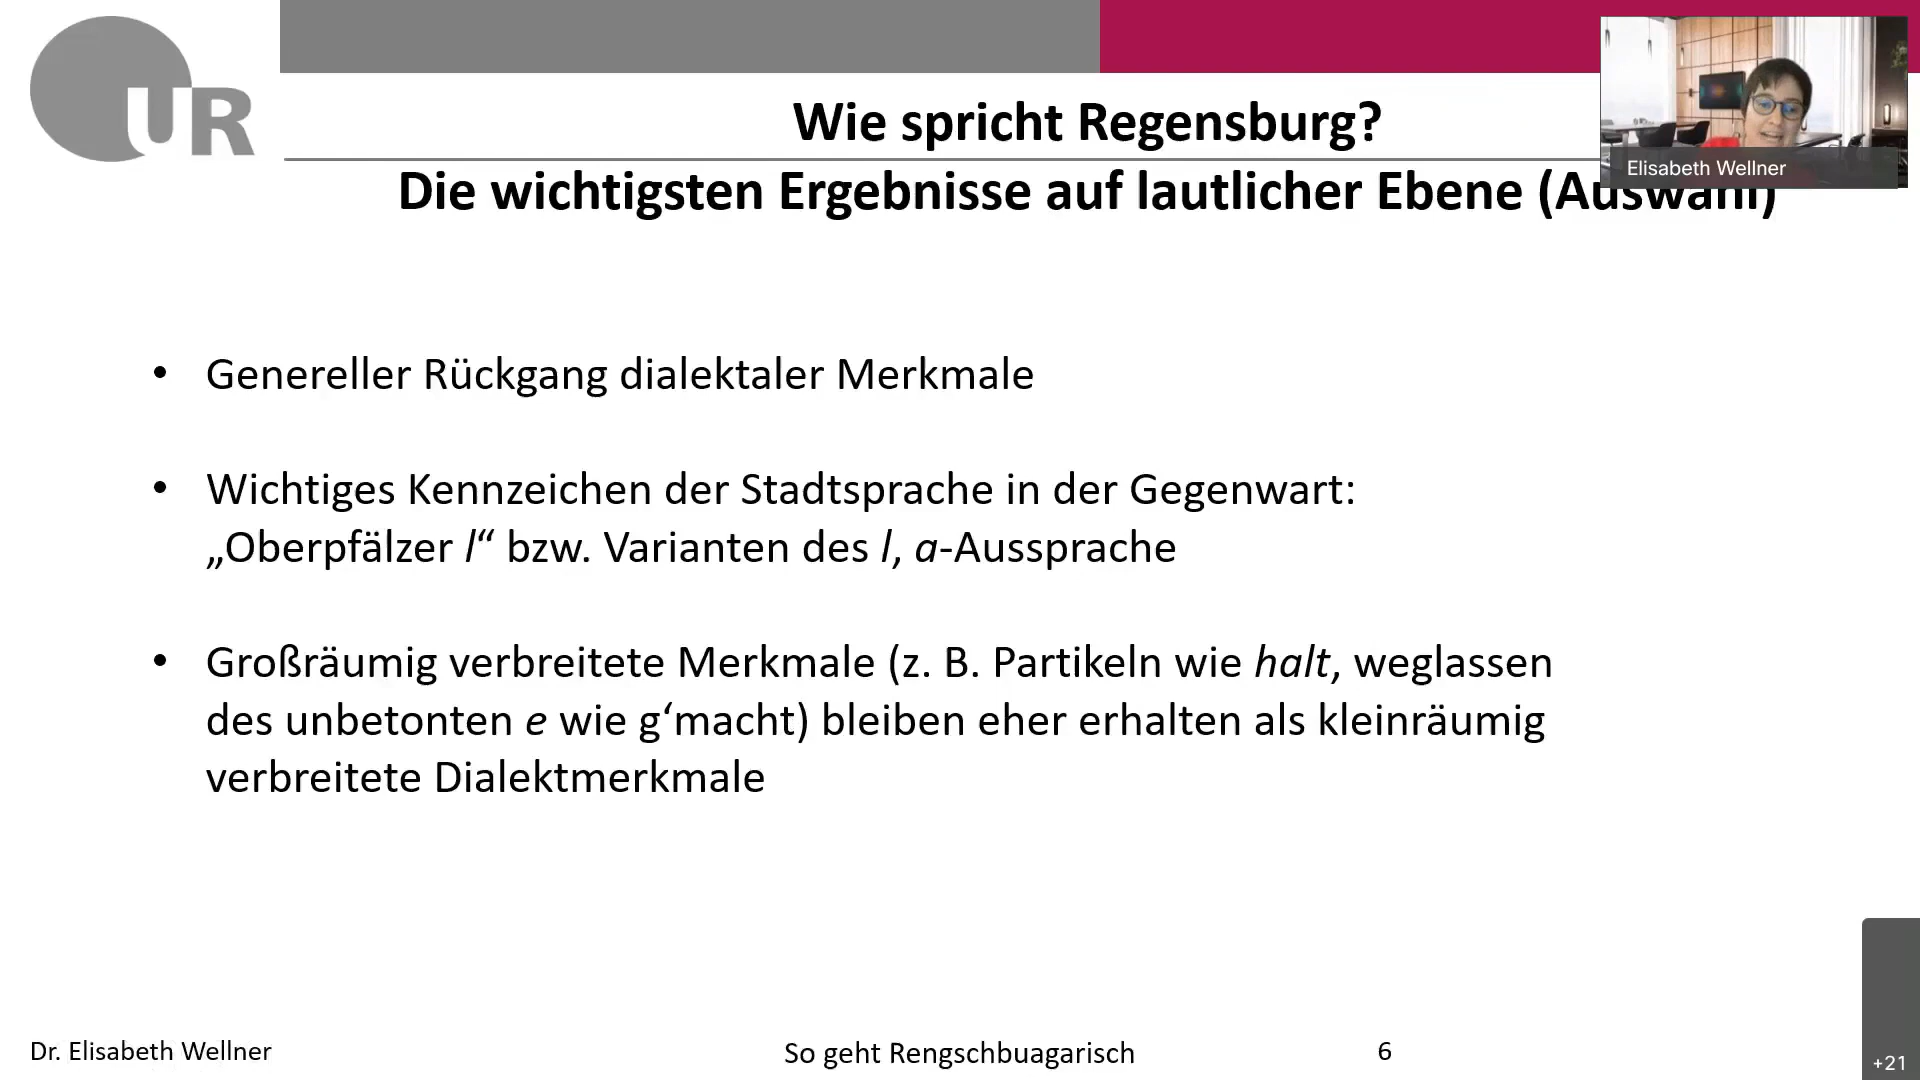 UR
Wie spricht Regensburg?
Elisabeth Wellner
Die wichtigsten Ergebnisse auf lautlicher Ebene (Auswahl)
• Genereller Rückgang dialektaler Merkmale
• Wichtiges Kennzeichen der Stadtsprache in der Gegenwart:
„Oberpfälzer l“ bzw. Varianten des l, a-Aussprache
• Großräumig verbreitete Merkmale (z. B. Partikeln wie halt, weglassen
des unbetonten e wie g‘macht) bleiben eher erhalten als kleinräumig
verbreitete Dialektmerkmale
Dr. Elisabeth Wellner
So geht Rengschbuagarisch
6
+21